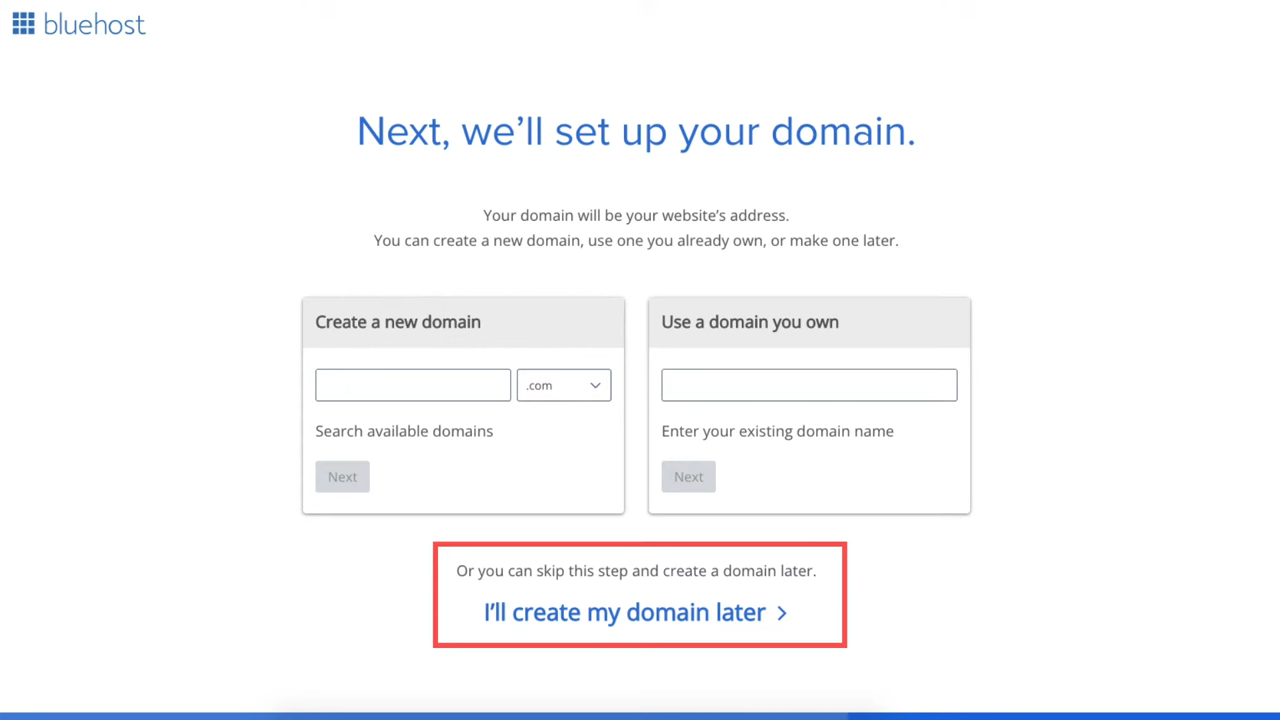 bluehost
Next, we’ll set up your domain.
Your domain will be your website’s address.
You can create a new domain, use one you already own, or make one later.
Create a new domain
.com
Search available domains
Next
Use a domain you own
Enter your existing domain name
Next
Or you can skip this step and create a domain later.
I’ll create my domain later >